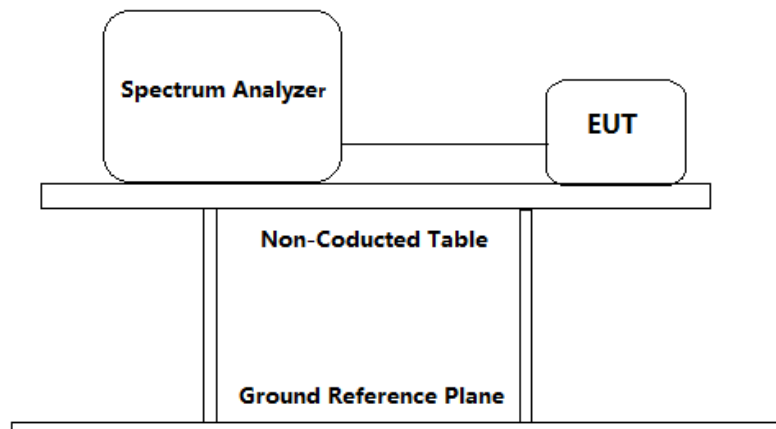 Spectrum Analyzer
EUT
Non-Coducted Table
Ground Reference Plane